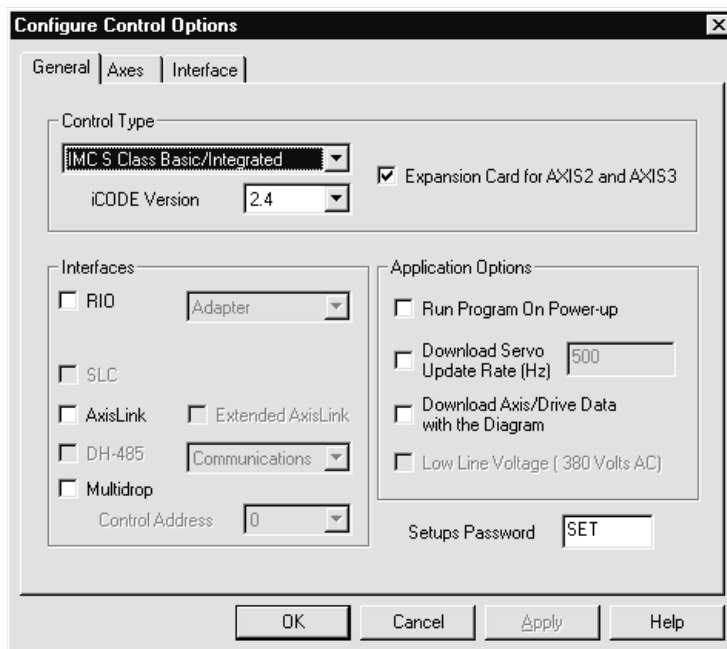 Configure Control Options
General Axes Interface
Control Type
IMC S Class Basic/Integrated
Expansion Card for AXIS2 and AXIS3
iCODE Version 2.4
Interfaces
RIO Adapter
SLC
AxisLink Extended AxisLink
DH-485 Communications
Multidrop
Control Address 0
Application Options
Run Program On Power-up
Download Servo
Update Rate (Hz) 500
Download Axis/Drive Data
with the Diagram
Low Line Voltage ( 380 Volts AC)
Setups Password SET
OK Cancel Apply Help